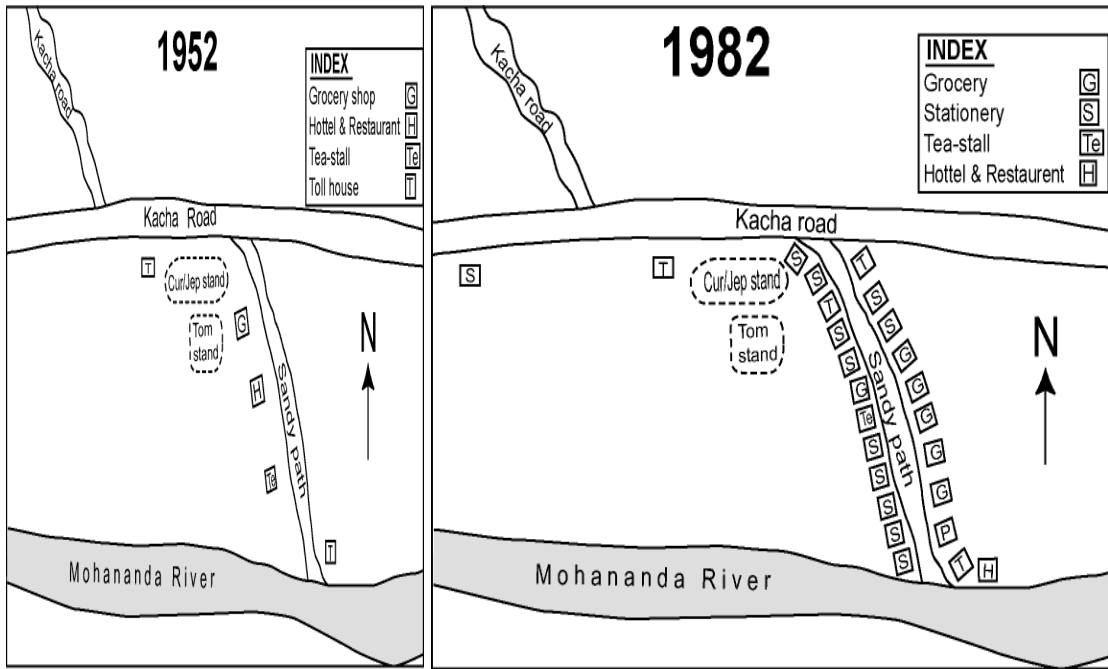 1952
INDEX
Grocery shop G
Hottel & Restaurant H
Tea-stall Te
Toll house T
Kacha road
Kacha Road
T
Cur/Jep stand
Tom
stand
G
H
Te
T
Sandy path
N
Mohananda River
1982
INDEX
Grocery G
Stationery S
Tea-stall Te
Hottel & Restaurent H
Kacha road
Kacha road
S
T
Cur/Jep stand
Tom
stand
S
S
T
S
S
G
Te
S
S
S
S
S
Sandy path
T
S
S
G
G
G
G
G
P
T
H
N
Mohananda River